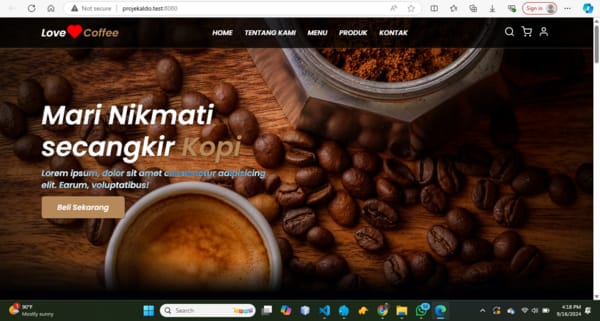 Not secure
projekaldo.test:8080
Sign in
Love Coffee
HOME
TENTANG KAMI
MENU
PRODUK
KONTAK
Mari Nikmati
secangkir Kopi
Lorem ipsum, dolor sit amet consectetur adipisicing
elit. Earum, voluptatibus!
Beli Sekarang
90°F
Mostly sunny
Search
4:18 PM
9/16/2024